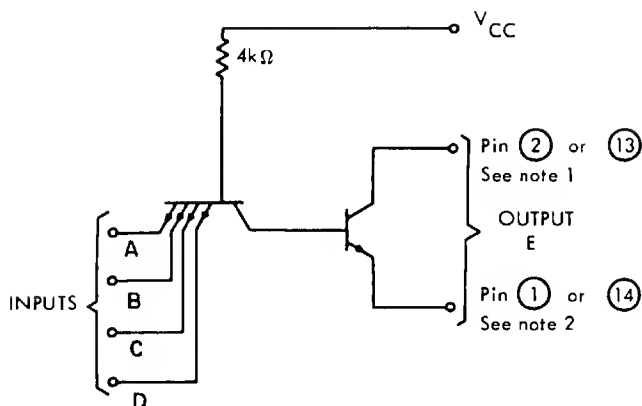 V CC
4kΩ
Pin 2 or 13
See note 1
A
OUTPUT
E
B
INPUTS
Pin 1 or 14
See note 2
C
D